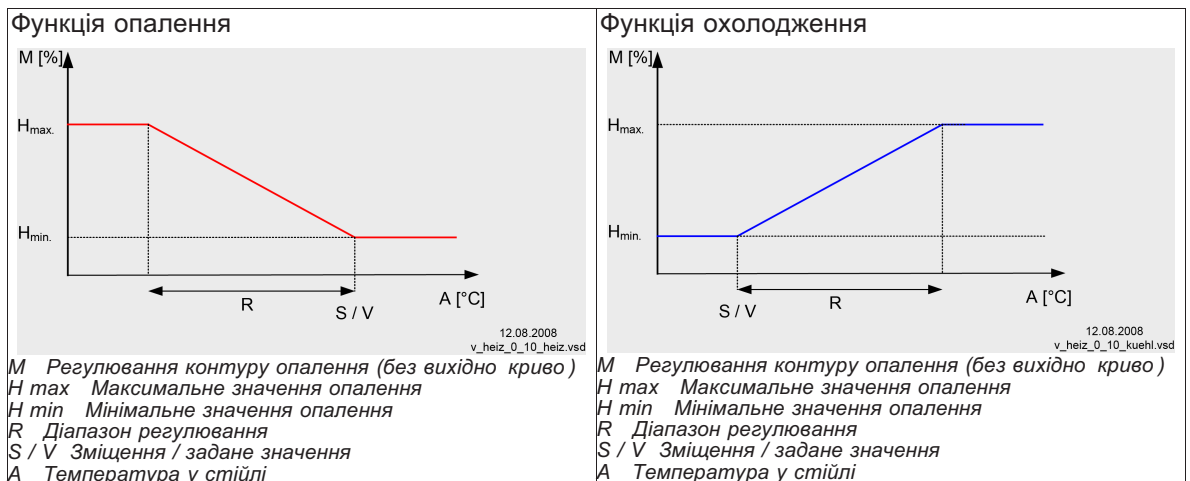 Функція опалення
M [%]
Hmax.
Hmin.
R
S / V
A [°C]
12.08.2008
v_heiz_0_10_heiz.vsd
M Регулювання контуру опалення (без вихідно криво )
H max Максимальне значення опалення
H min Мінімальне значення опалення
R Діапазон регулювання
S / V Зміщення / задане значення
A Температура у стійлі
Функція охолодження
M [%]
Hmax.
Hmin.
S / V
R
A [°C]
12.08.2008
v_heiz_0_10_kuehl.vsd
M Регулювання контуру опалення (без вихідно криво )
H max Максимальне значення опалення
H min Мінімальне значення опалення
R Діапазон регулювання
S / V Зміщення / задане значення
A Температура у стійлі